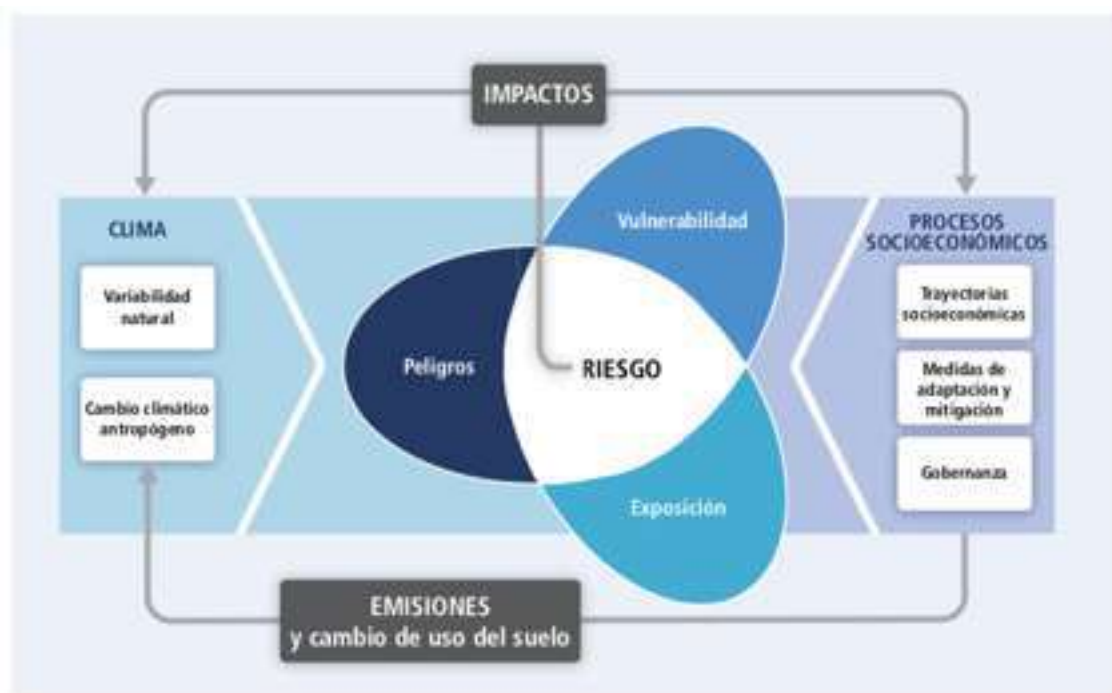 IMPACTOS
CLIMA
Variabilidad
natural
Cambio climático
antropógeno
Vulnerabilidad
Peligros
RIESGO
Exposición
PROCESOS
SOCIOECONÓMICOS
Trayectorias
socioeconómicas
Medidas de
adaptación y
mitigación
Gobernanza
EMISIONES
y cambio de uso del suelo